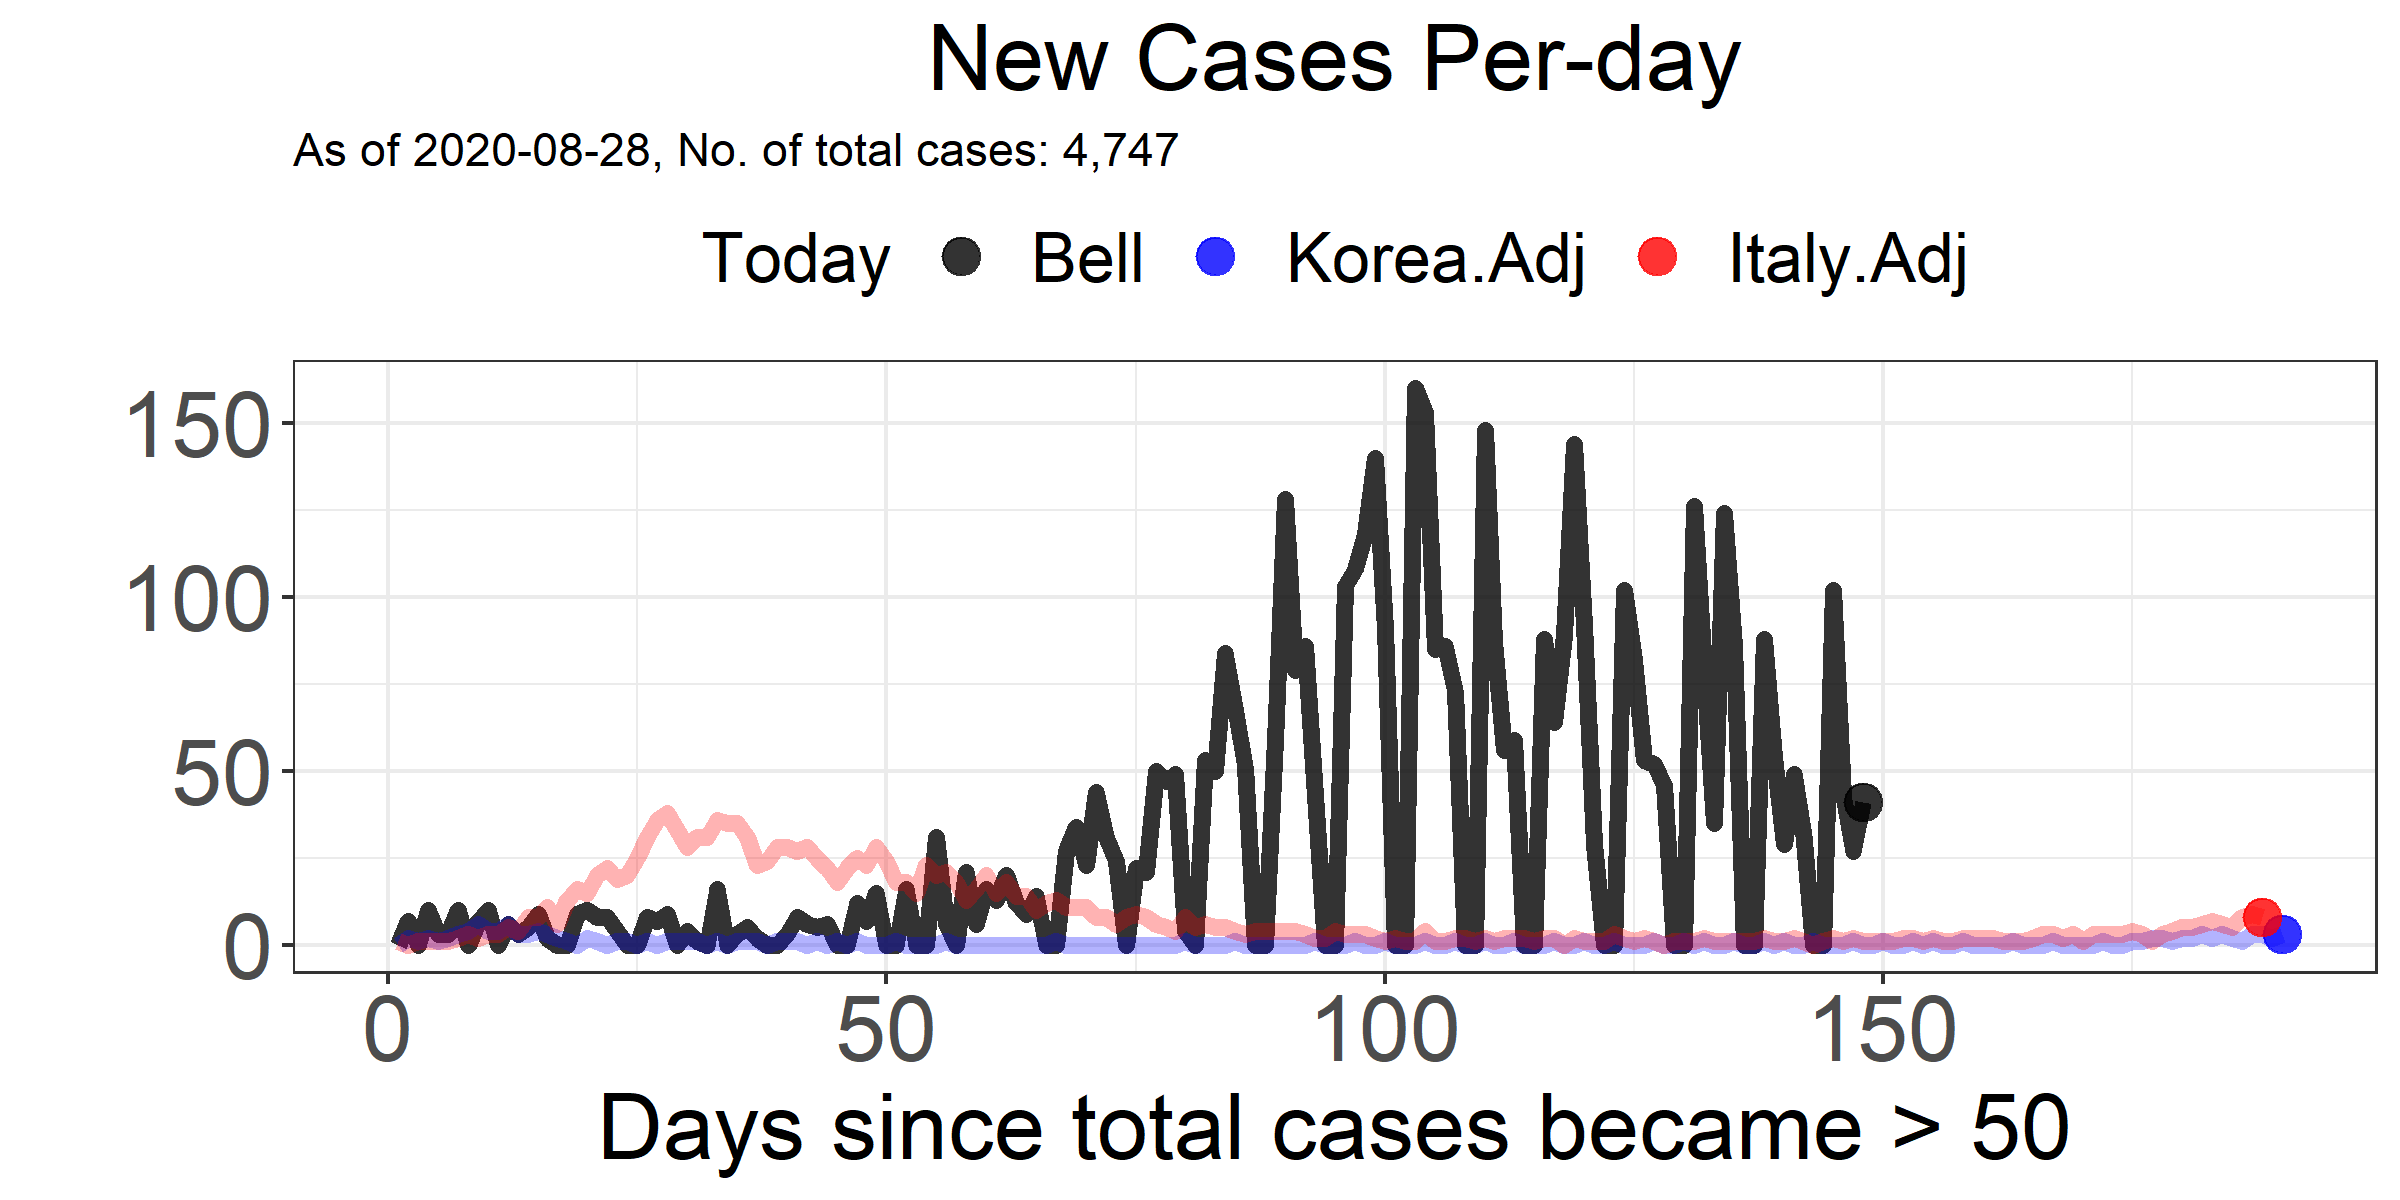 New Cases Per-day
As of 2020-08-28, No. of total cases: 4,747
Today Bell Korea.Adj Italy.Adj
150
100
50
0
0 50 100 150
Days since total cases became > 50